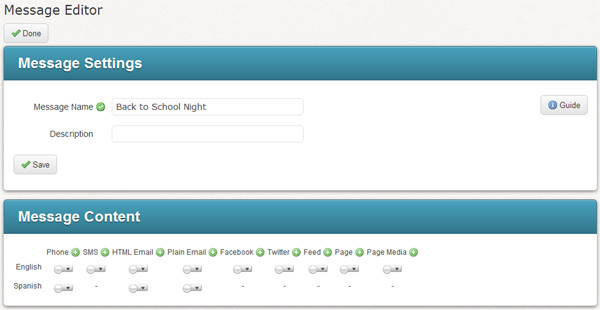 Message Editor
Done
Message Settings
Message Name Back to School Night
Guide
Description
Save
Message Content
Phone SMS HTML Email Plain Email Facebook Twitter Feed Page Page Media
English
Spanish - - - - - -